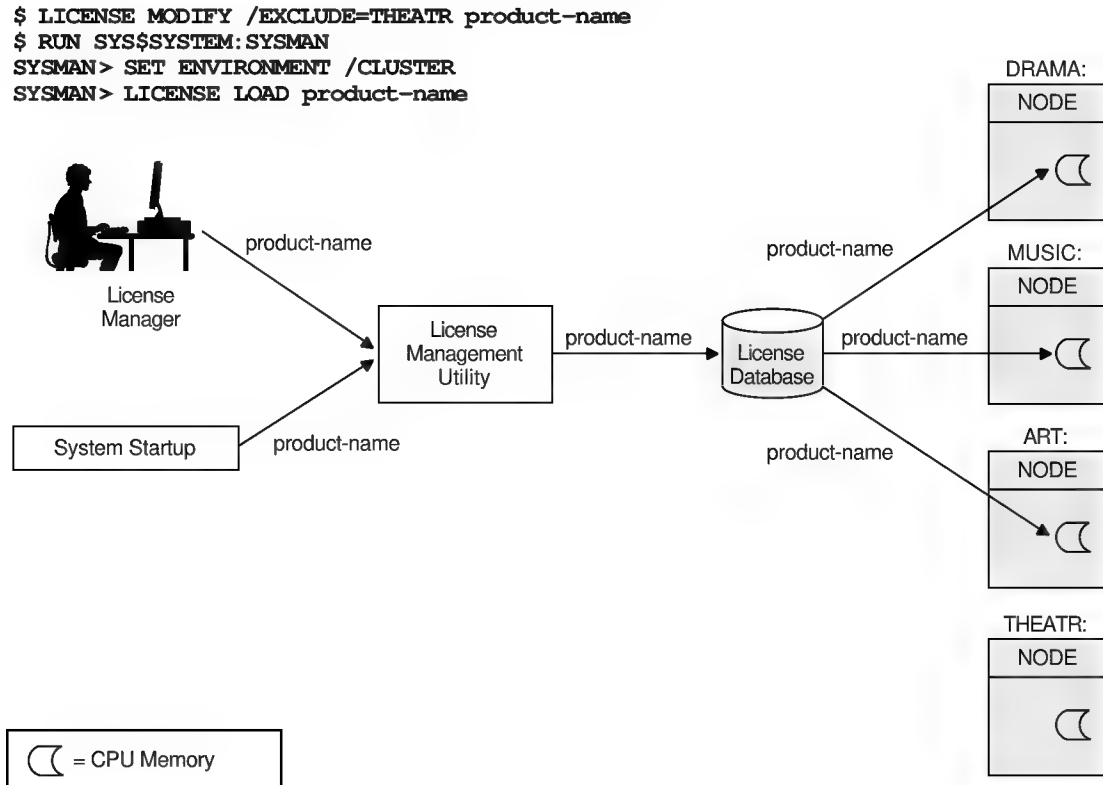 $ LICENSE MODIFY /EXCLUDE=THEATR product-name
$ RUN SYS$SYSTEM:SYSMAN
SYSMAN> SET ENVIRONMENT /CLUSTER
SYSMAN> LICENSE LOAD product-name
DRAMA:
NODE
product-name
product-name
License
Manager
MUSIC:
NODE
License
Management
Utility
product-name
License
Database
product-name
System Startup
product-name
product-name
ART:
NODE
THEATR:
NODE
= CPU Memory